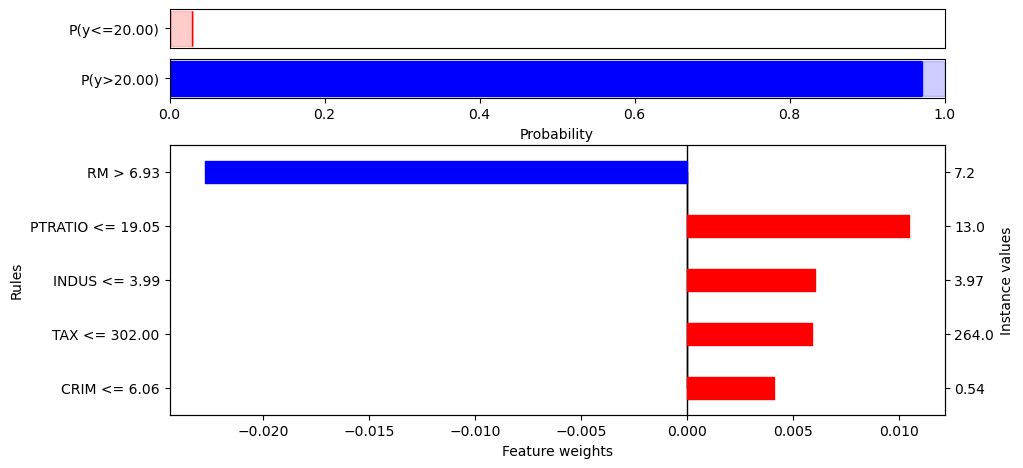 P(y<=20.00)
P(y>20.00)
0.0 0.2 0.4 0.6 0.8 1.0
Probability
RM > 6.93 7.2
PTRATIO <= 19.05 13.0
INDUS <= 3.99 3.97
TAX <= 302.00 264.0
CRIM <= 6.06 0.54
Rules
Instance values
−0.020 −0.015 −0.010 −0.005 0.000 0.005 0.010
Feature weights